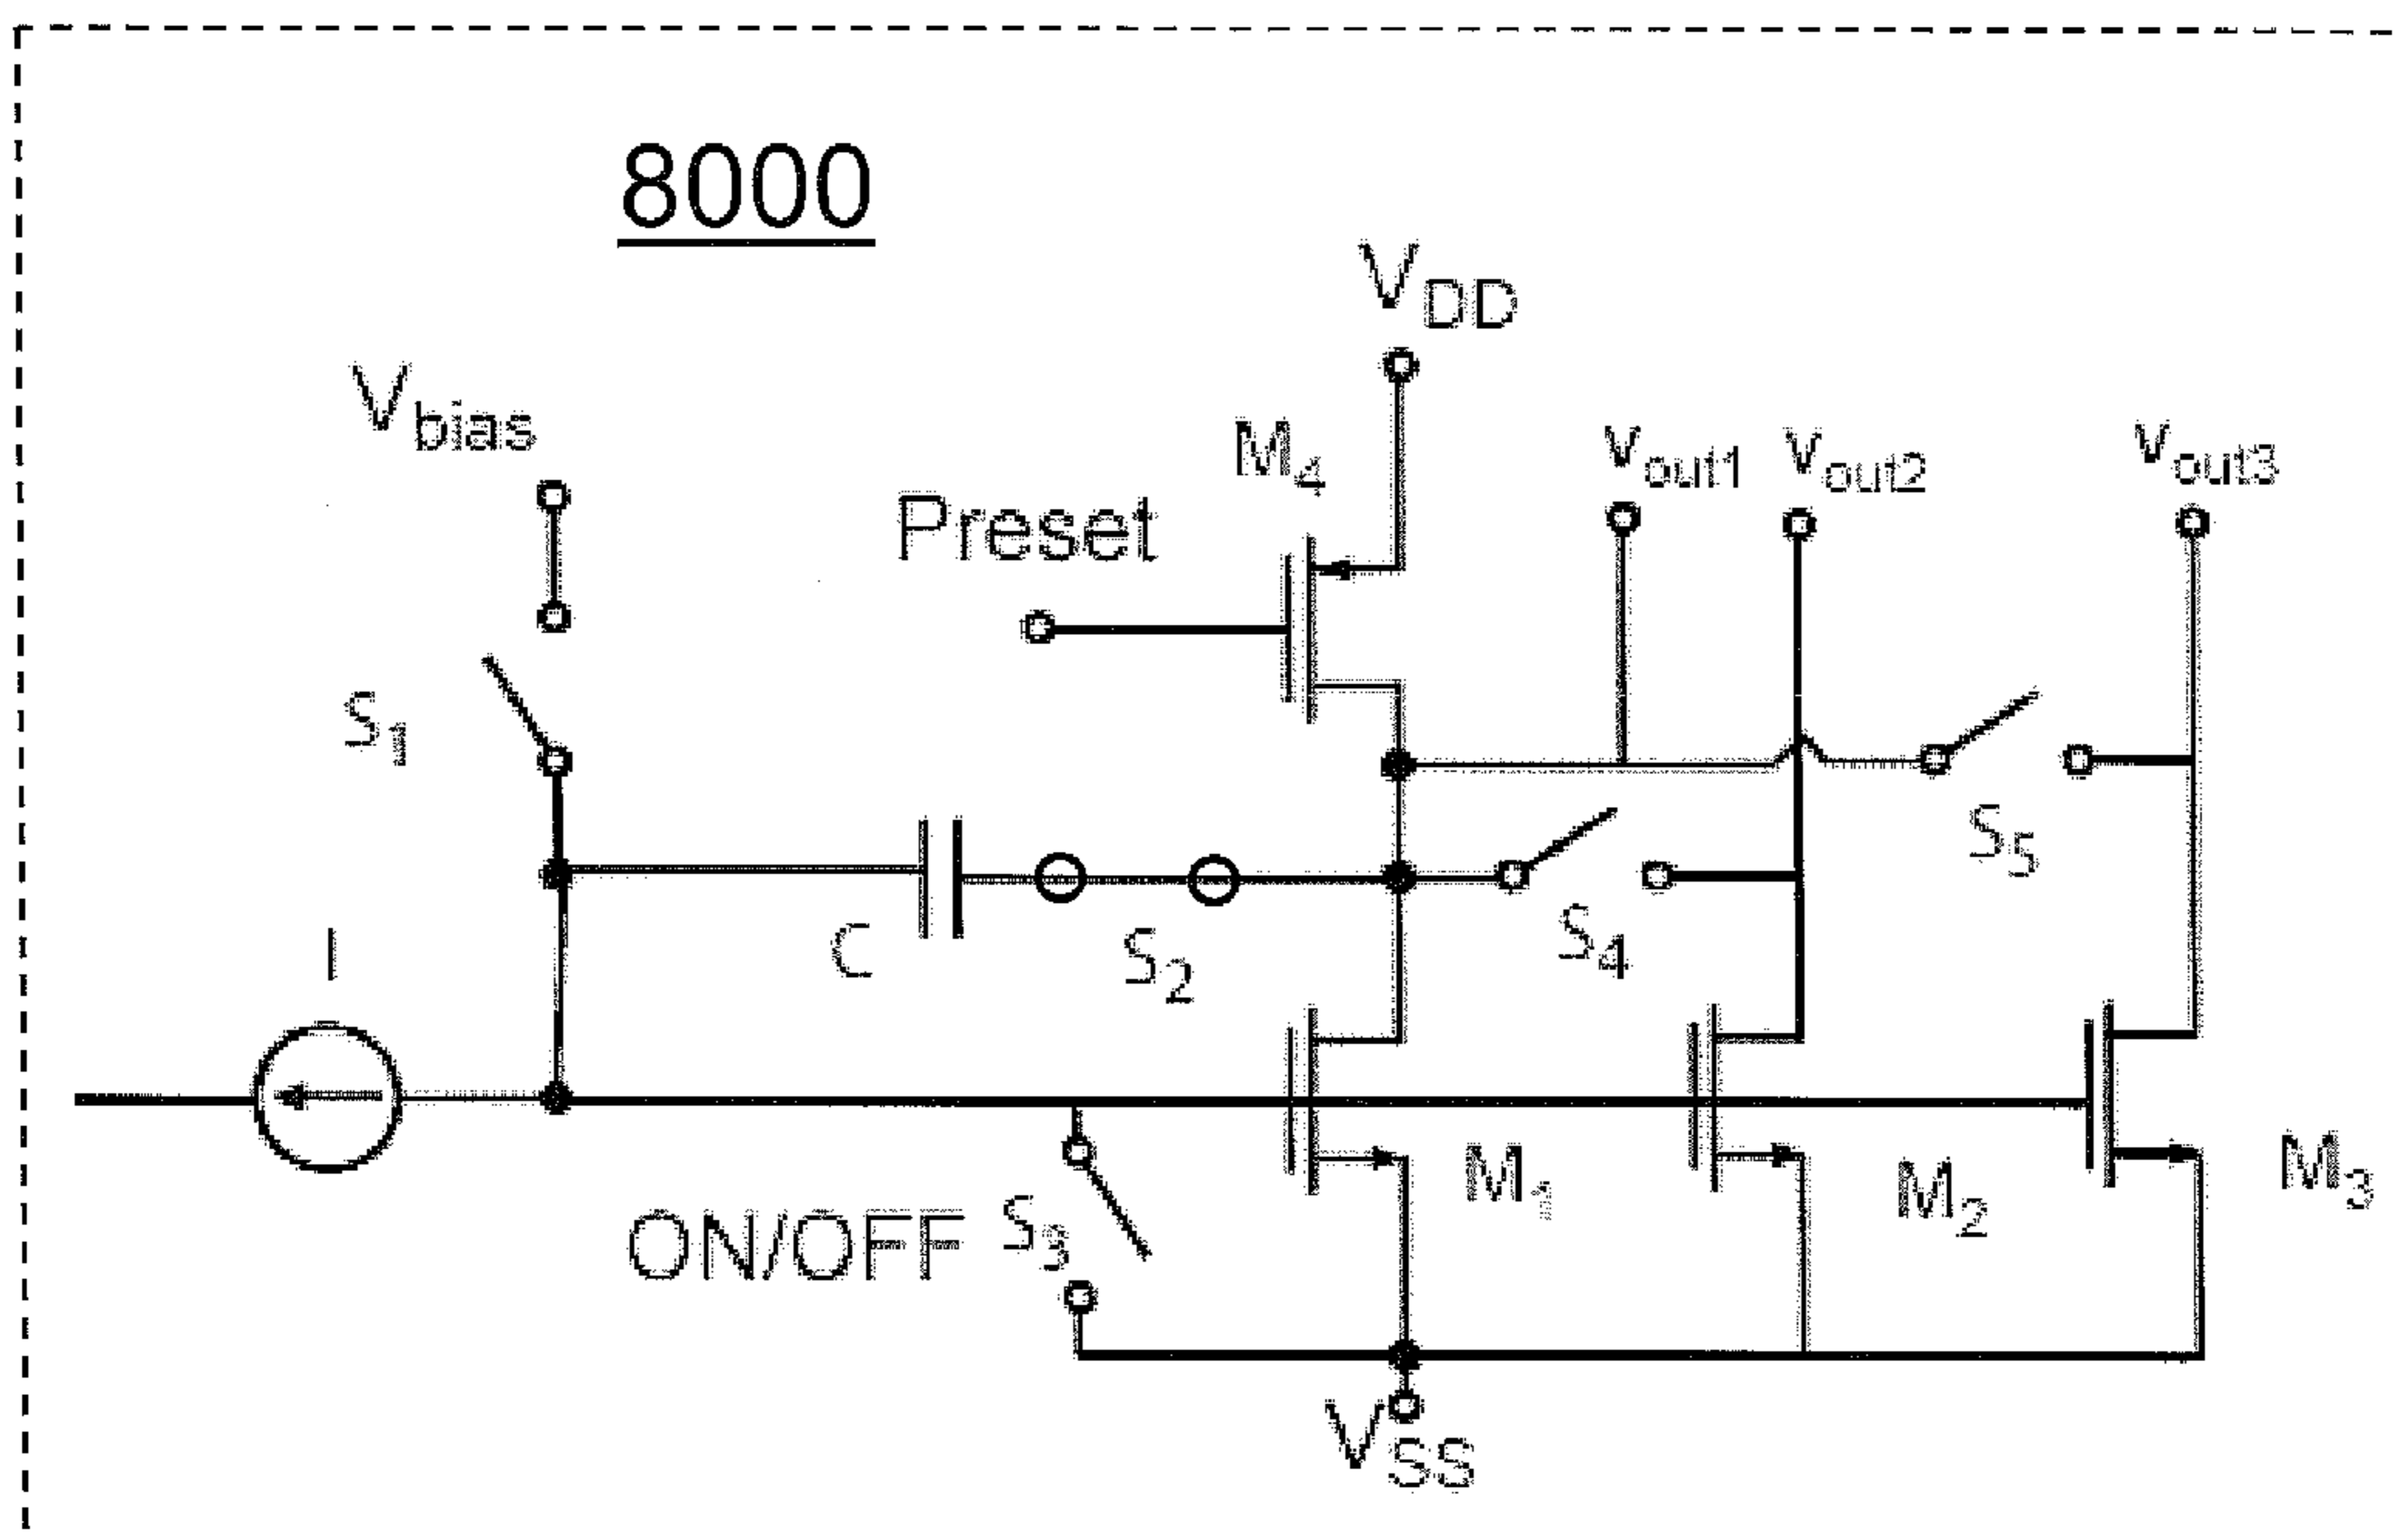 8000
VDD
Vbias
M4
vout1
vout2
vout3
Preset
S1
S5
I
C
S2
S4
ON/OFF
S3
M1
M2
M3
VSS